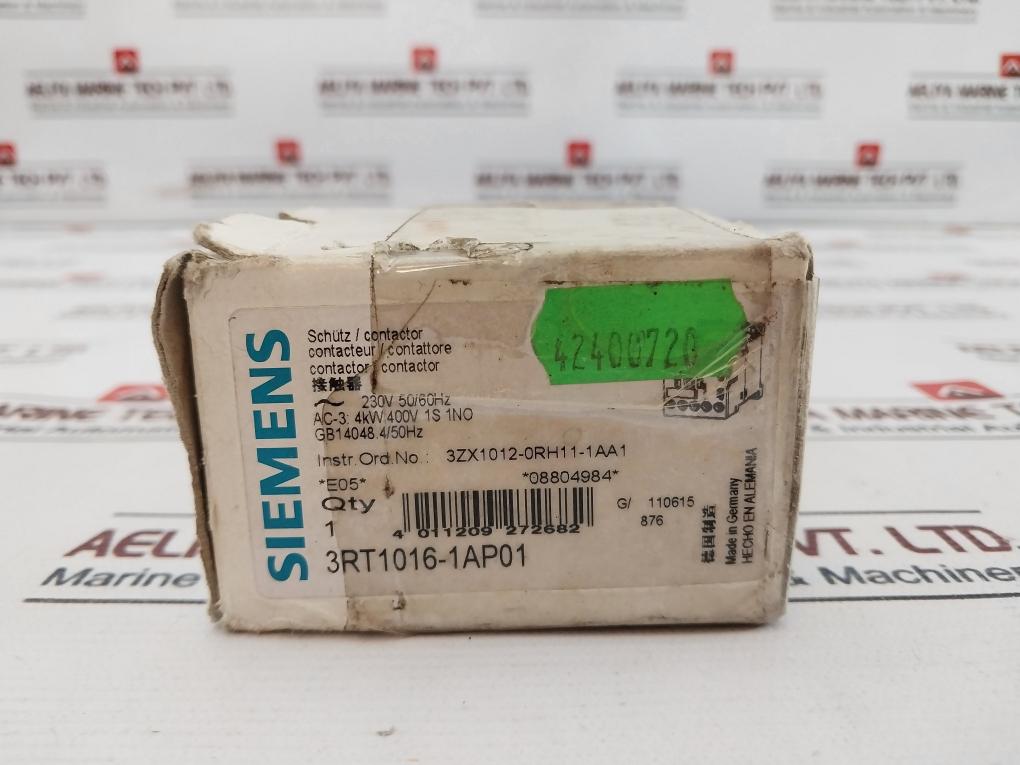 SIEMENS
Schütz / contactor
contacteur / contattore
contactor / contactor
接触器
~ 230V 50/60Hz
AC-3: 4kW 400V 1S 1NO
GB14048.4/50Hz
Instr.Ord.No.: 3ZX1012-0RH11-1AA1
*E05* *08804984*
Qty
1
4 011209 272682
G/ 110615
876
3RT1016-1AP01
42400720
德国制造
Made in Germany
HECHO EN ALEMANIA